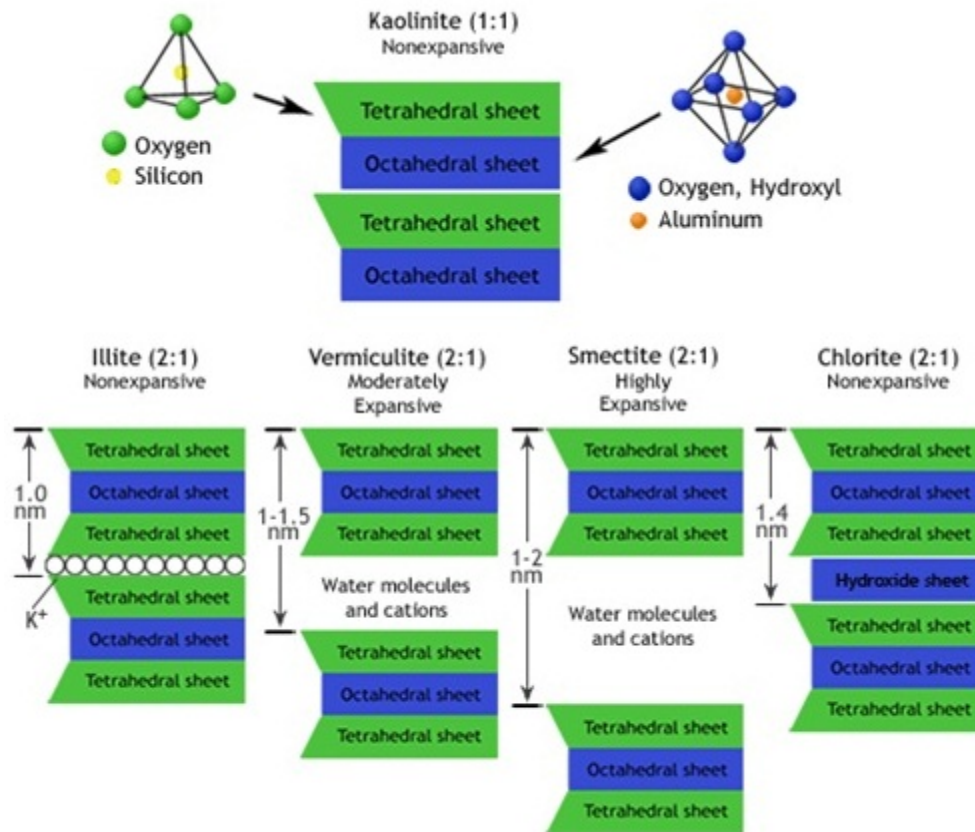 Kaolinite (1:1)
Nonexpansive
Tetrahedral sheet
Octahedral sheet
Tetrahedral sheet
Octahedral sheet
Oxygen
Silicon
Oxygen, Hydroxyl
Aluminum
Illite (2:1)
Nonexpansive
1.0
nm
Tetrahedral sheet
Octahedral sheet
Tetrahedral sheet
K⁺
Tetrahedral sheet
Octahedral sheet
Tetrahedral sheet
Vermiculite (2:1)
Moderately
Expansive
1-1.5
nm
Tetrahedral sheet
Octahedral sheet
Tetrahedral sheet
Water molecules
and cations
Tetrahedral sheet
Octahedral sheet
Tetrahedral sheet
Smectite (2:1)
Highly
Expansive
1-2
nm
Tetrahedral sheet
Octahedral sheet
Tetrahedral sheet
Water molecules
and cations
Tetrahedral sheet
Octahedral sheet
Tetrahedral sheet
Chlorite (2:1)
Nonexpansive
1.4
nm
Tetrahedral sheet
Octahedral sheet
Tetrahedral sheet
Hydroxide sheet
Tetrahedral sheet
Octahedral sheet
Tetrahedral sheet